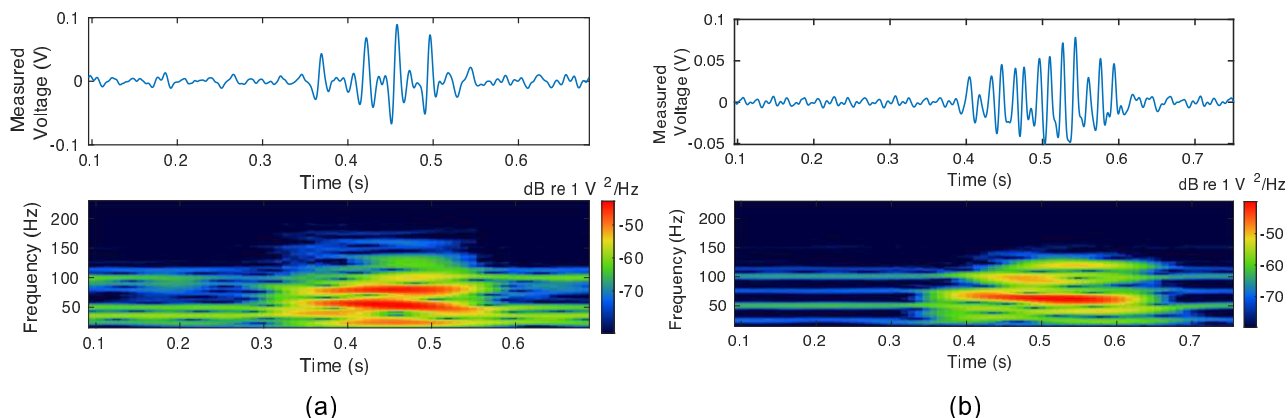 0.1
0
-0.1
Measured
Voltage (V)
0.1 0.2 0.3 0.4 0.5 0.6
Time (s)
dB re 1 V 2/Hz
200
150
100
50
Frequency (Hz)
-50
-60
-70
0.1 0.2 0.3 0.4 0.5 0.6
Time (s)
(a)
0.1
0.05
0
-0.05
Measured
Voltage (V)
0.1 0.2 0.3 0.4 0.5 0.6 0.7
Time (s)
dB re 1 V 2/Hz
200
150
100
50
Frequency (Hz)
-50
-60
-70
0.1 0.2 0.3 0.4 0.5 0.6 0.7
Time (s)
(b)